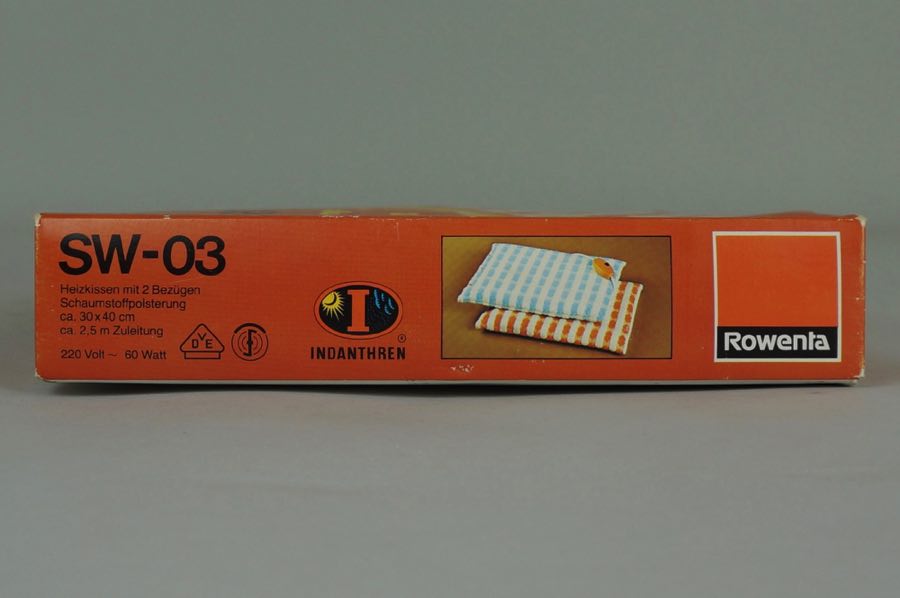 SW-03
Heizkissen mit 2 Bezügen
Schaumstoffpolsterung
ca. 30 x 40 cm
ca. 2,5 m Zuleitung
220 Volt ~ 60 Watt
VDE
S
I
INDANTHREN ®
Rowenta